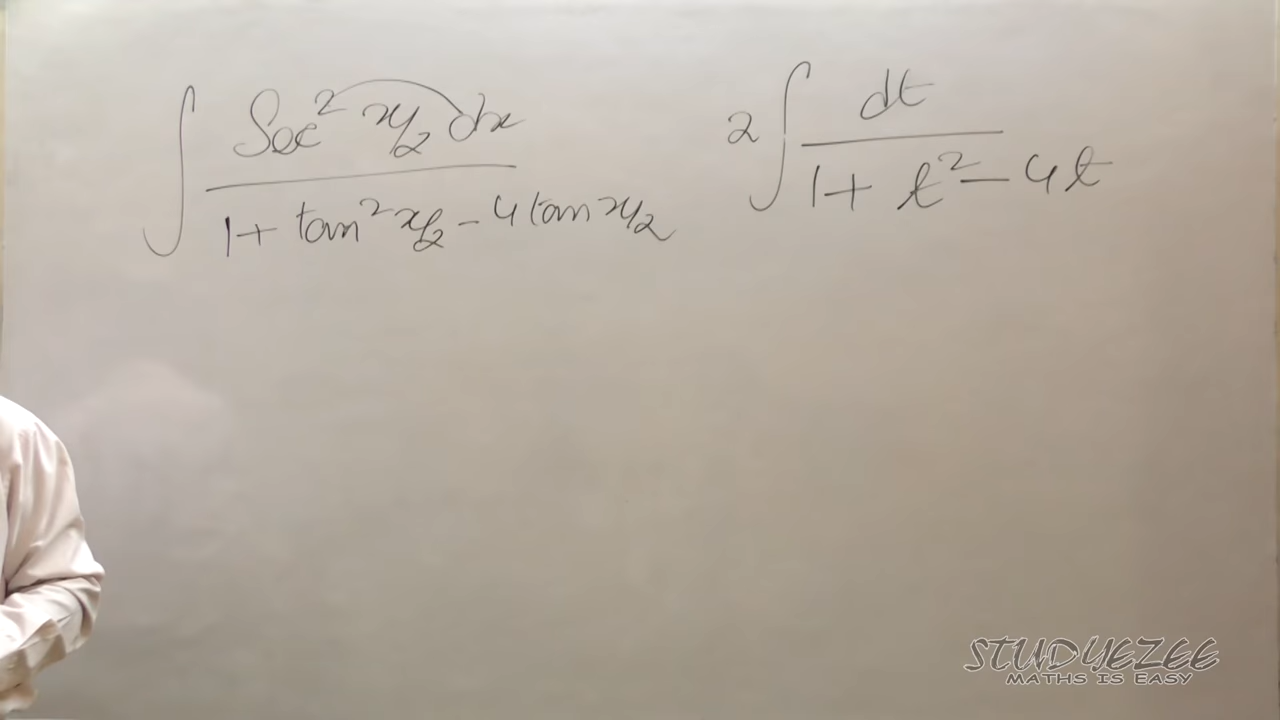 ∫ Sec² x/2 dx / (1 + tan² x/2 - 4 tan x/2)
2 ∫ dt / (1 + t² - 4t)
STUDYEZEE
MATHS IS EASY